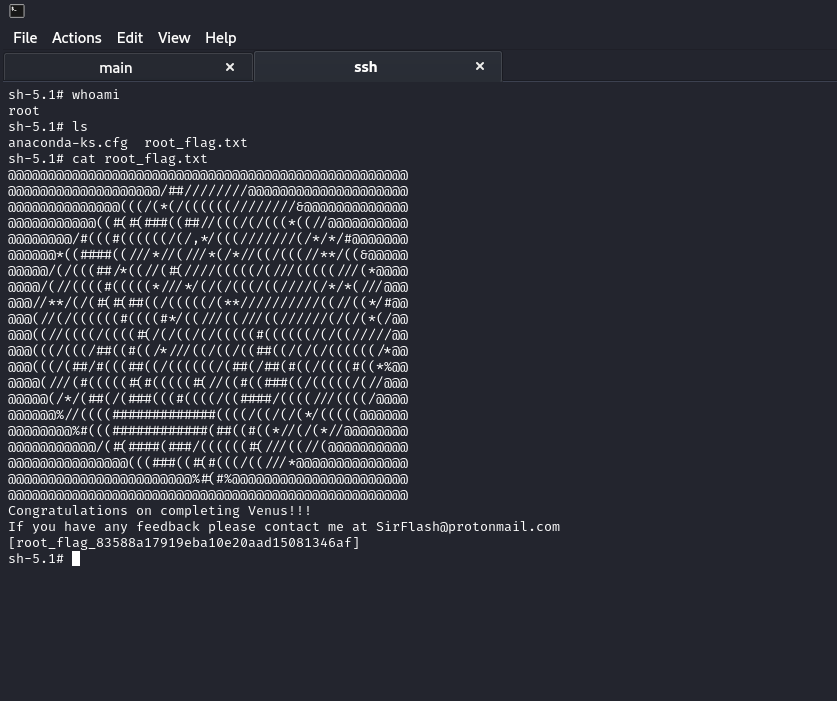 File Actions Edit View Help
main × ssh ×
sh-5.1# whoami
root
sh-5.1# ls
anaconda-ks.cfg  root_flag.txt
sh-5.1# cat root_flag.txt
Congratulations on completing Venus!!!
If you have any feedback please contact me at SirFlash@protonmail.com
[root_flag_83588a17919eba10e20aad15081346af]
sh-5.1#